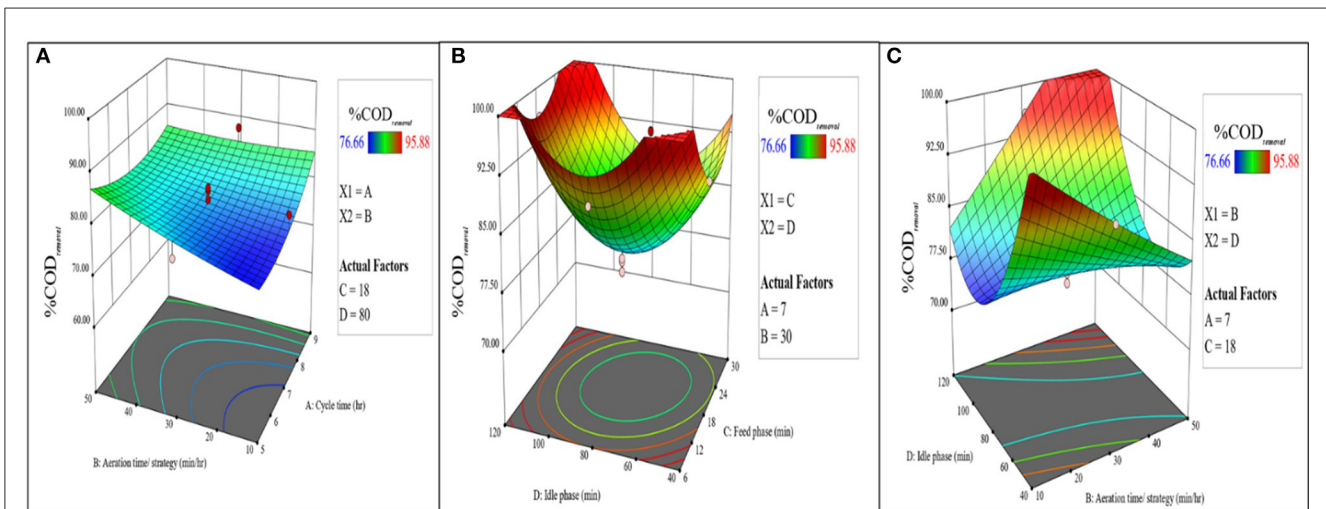 A
%COD removal
100.00
90.00
80.00
70.00
60.00
50
40
30
20
10
5
6
7
8
9
B: Aeration time/ strategy (min/hr)
A: Cycle time (hr)
%COD removal
76.66 95.88
X1 = A
X2 = B
Actual Factors
C = 18
D = 80
B
%COD removal
100.00
92.50
85.00
77.50
70.00
120
100
80
60
40
6
12
18
24
30
D: Idle phase (min)
C: Feed phase (min)
%COD removal
76.66 95.88
X1 = C
X2 = D
Actual Factors
A = 7
B = 30
C
%COD removal
100.00
92.50
85.00
77.50
70.00
120
100
80
60
40
10
20
30
40
50
D: Idle phase (min)
B: Aeration time/ strategy (min/hr)
%COD removal
76.66 95.88
X1 = B
X2 = D
Actual Factors
A = 7
C = 18